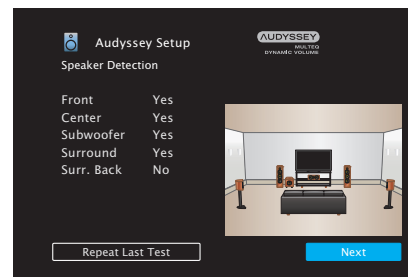 Audyssey Setup
AUDYSSEY
MULTEQ
DYNAMIC VOLUME
Speaker Detection
Front Yes
Center Yes
Subwoofer Yes
Surround Yes
Surr. Back No
Repeat Last Test
Next